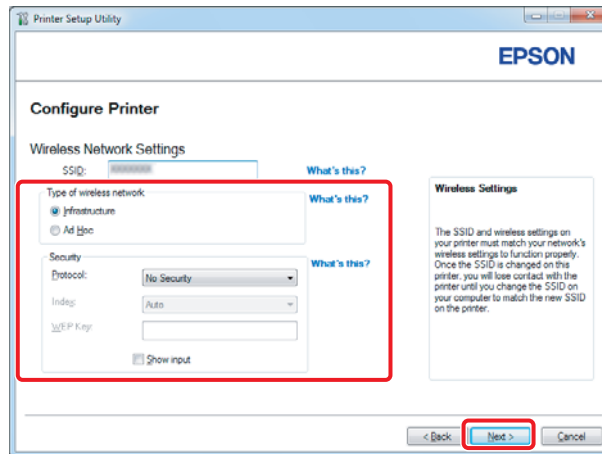 Printer Setup Utility
EPSON
Configure Printer
Wireless Network Settings
SSID:
What's this?
Type of wireless network
What's this?
Infrastructure
Ad Hoc
Security
What's this?
Protocol: No Security
Index: Auto
WEP Key:
Show input
Wireless Settings
The SSID and wireless settings on
your printer must match your network's
wireless settings to function properly.
Once the SSID is changed on this
printer, you will lose contact with the
printer until you change the SSID on
your computer to match the new SSID
on the printer.
< Back
Next >
Cancel